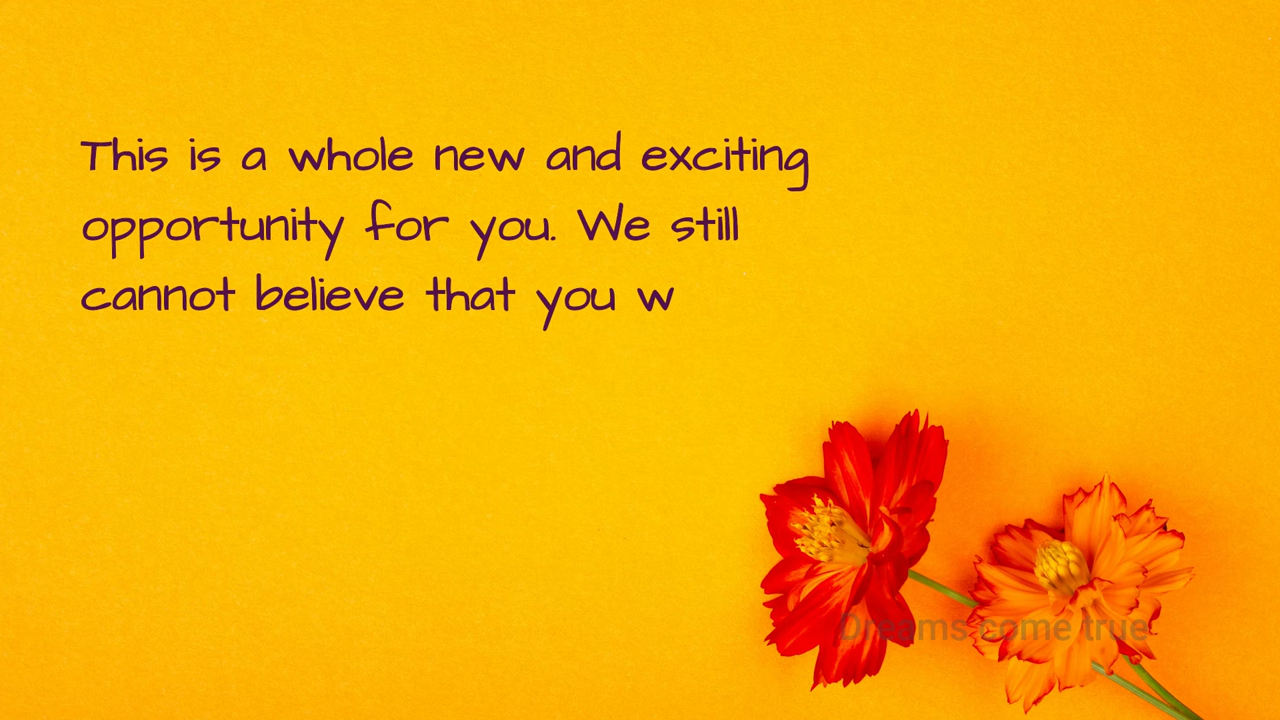 This is a whole new and exciting
opportunity for you. We still
cannot believe that you w
Dreams come true